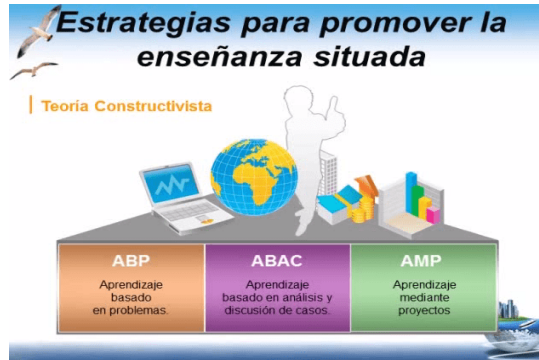 Estrategias para promover la
enseñanza situada
Teoría Constructivista
ABP
Aprendizaje
basado
en problemas.
ABAC
Aprendizaje
basado en análisis y
discusión de casos.
AMP
Aprendizaje
mediante
proyectos